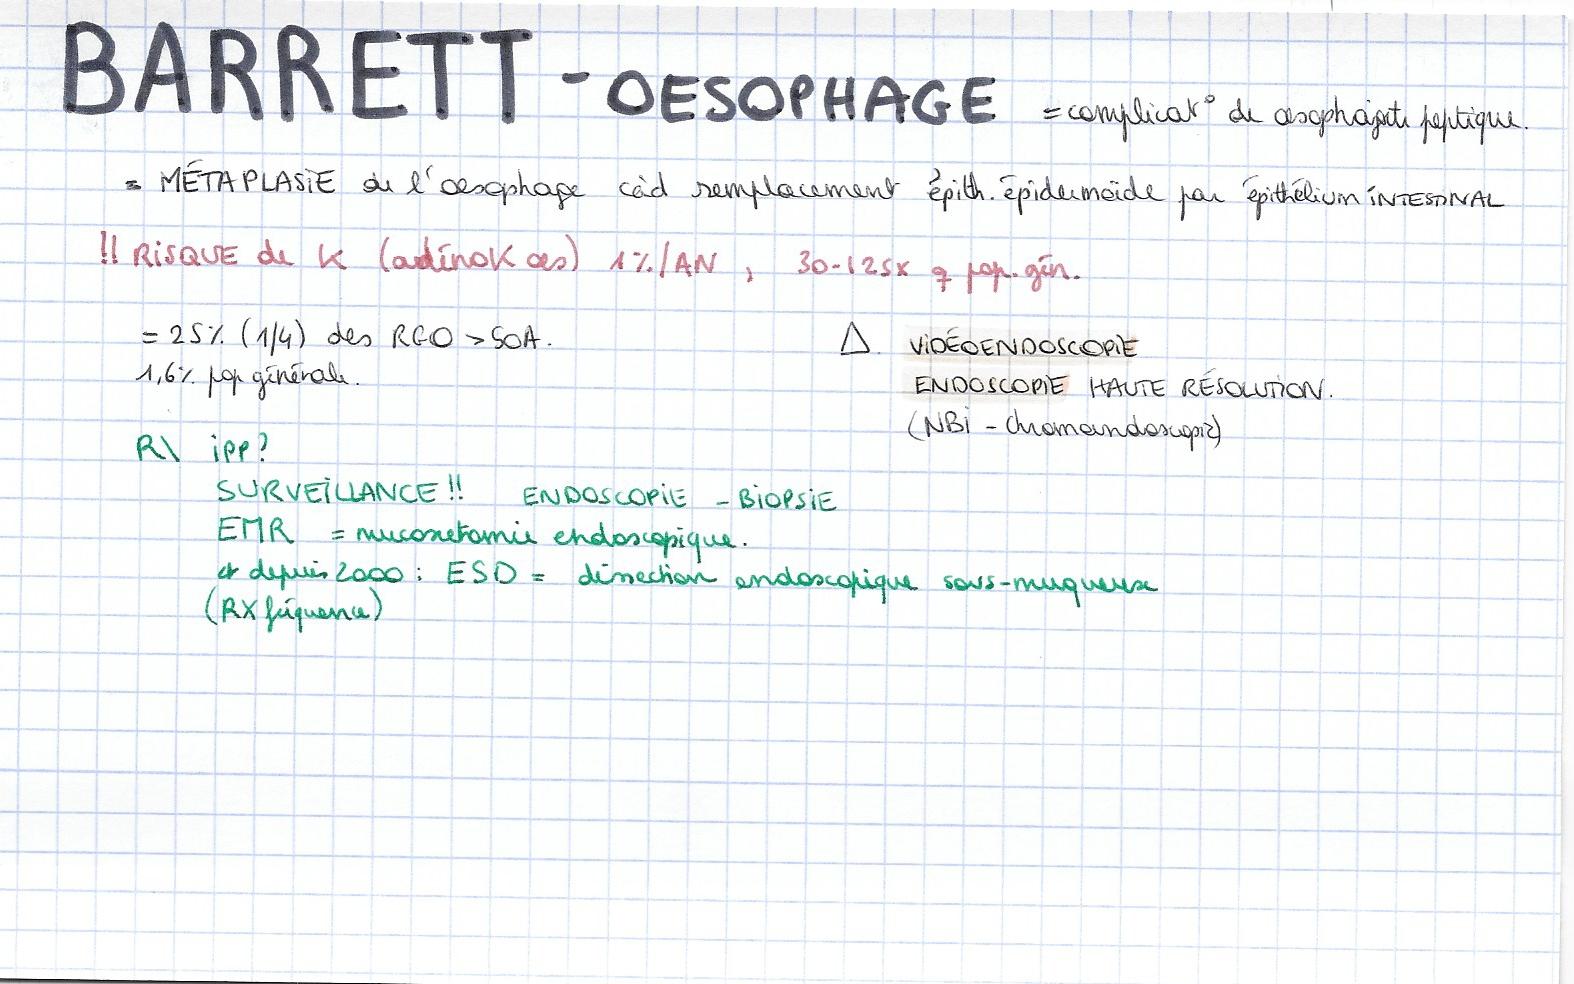 BARRETT - OESOPHAGE = complicat° de oesophagite peptique.
= MÉTAPLASIE de l'oesophage càd remplacement épith. épidermoïde par épithélium INTESTINAL
!! RISQUE de K (adénoK oes) 1%/AN, 30-125x q pop. gén.
= 25% (1/4) des RGO > 50A.
1,6% pop générale.
Δ. VIDÉOENDOSCOPIE
ENDOSCOPIE HAUTE RÉSOLUTION.
(NBI - chromoendoscopie)
R\ ipp?
SURVEILLANCE!! ENDOSCOPIE - BIOPSIE
EMR = mucosectomie endoscopique.
et depuis 2000 : ESD = dissection endoscopique sous-muqueuse
(RX fréquence)